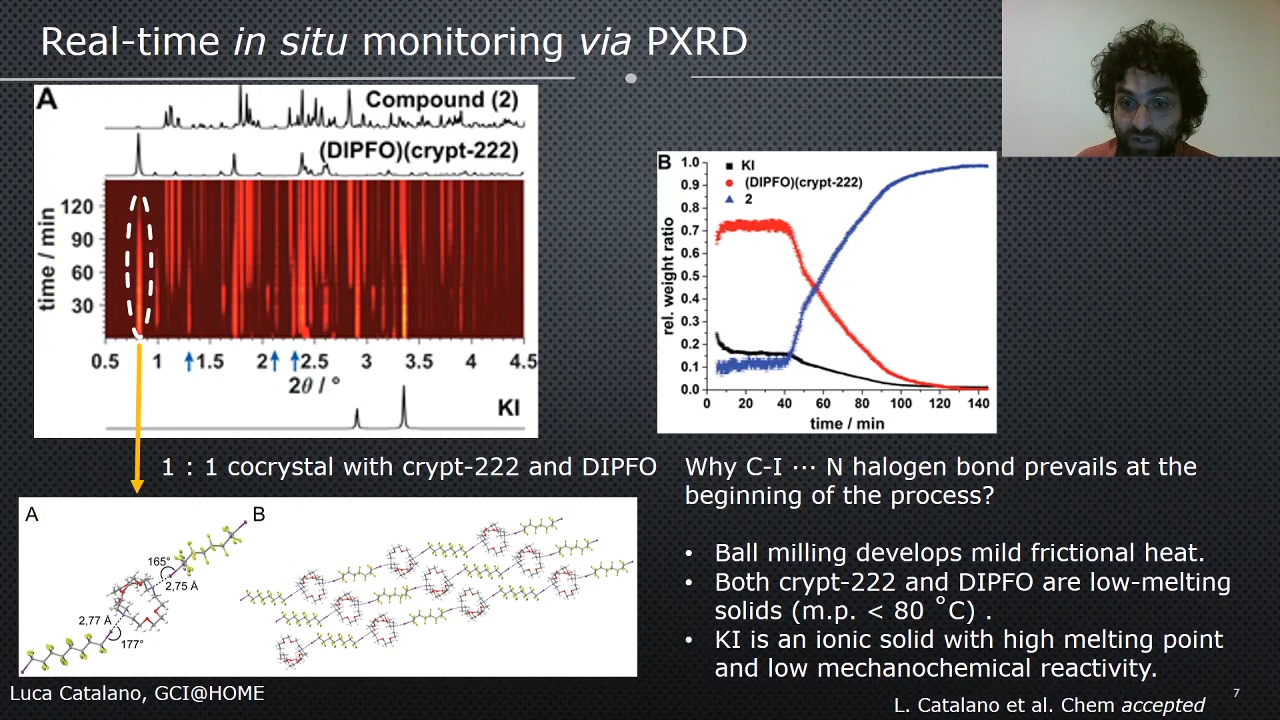 Real-time in situ monitoring via PXRD
A
Compound (2)
(DIPFO)(crypt-222)
time / min
120
90
60
30
0.5 1 1.5 2 2.5 3 3.5 4 4.5
2θ / °
KI
B
KI
(DIPFO)(crypt-222)
2
rel. weight ratio
1.0
0.9
0.8
0.7
0.6
0.5
0.4
0.3
0.2
0.1
0.0
0 20 40 60 80 100 120 140
time / min
1 : 1 cocrystal with crypt-222 and DIPFO
A
165°
2,75 Å
2,77 Å
177°
B
Why C-I ··· N halogen bond prevails at the
beginning of the process?
• Ball milling develops mild frictional heat.
• Both crypt-222 and DIPFO are low-melting
solids (m.p. < 80 ˚C) .
• KI is an ionic solid with high melting point
and low mechanochemical reactivity.
Luca Catalano, GCI@HOME
L. Catalano et al. Chem accepted
7